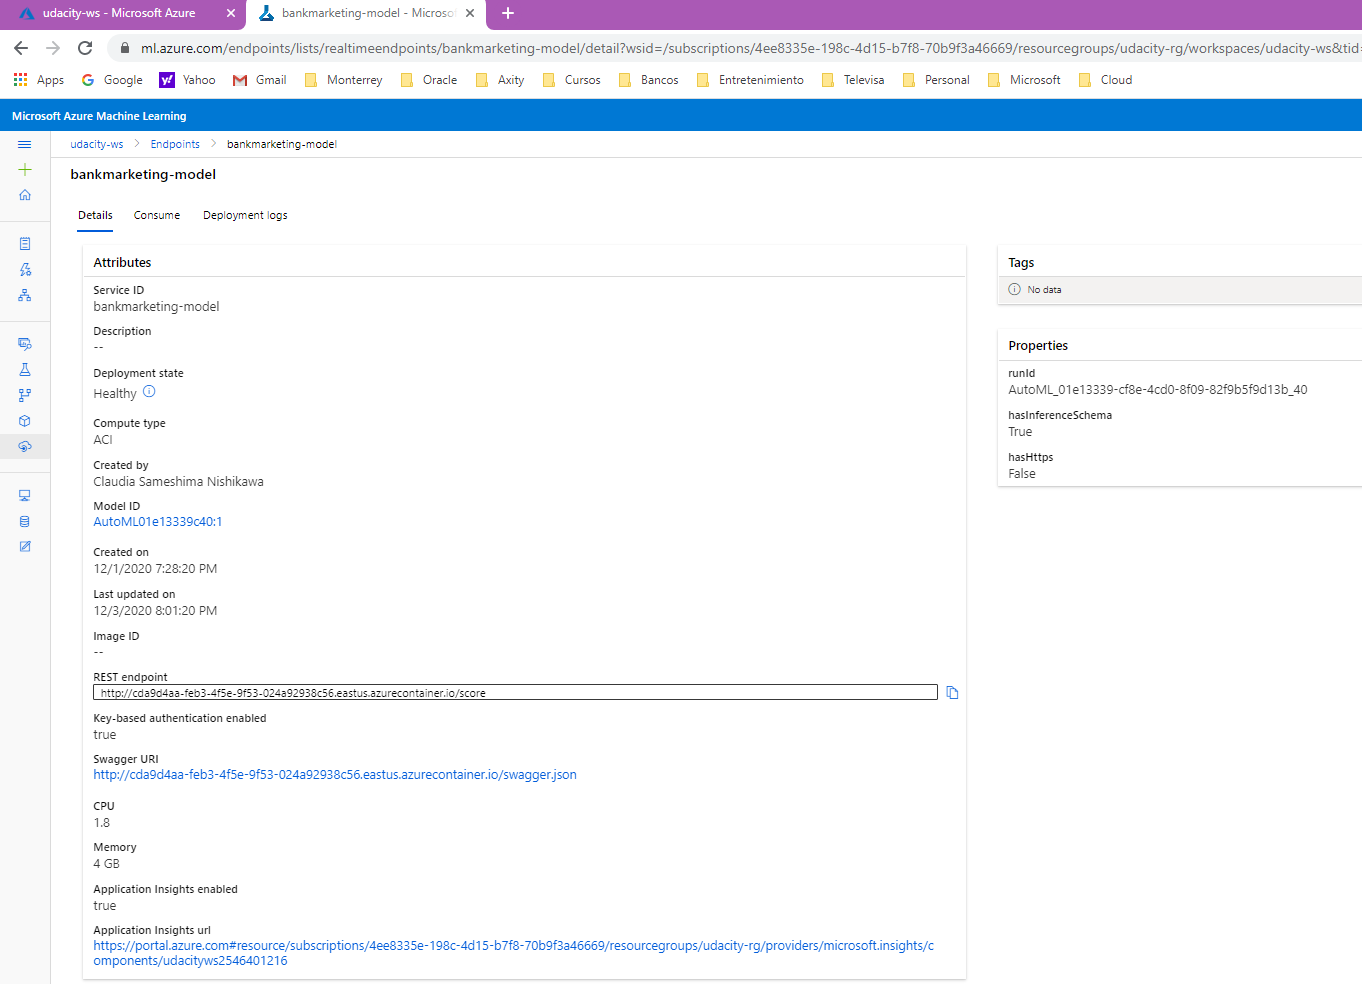 udacity-ws - Microsoft Azure
bankmarketing-model - Microso
ml.azure.com/endpoints/lists/realtimeendpoints/bankmarketing-model/detail?wsid=/subscriptions/4ee8335e-198c-4d15-b7f8-70b9f3a46669/resourcegroups/udacity-rg/workspaces/udacity-ws&tid=
Apps Google Yahoo Gmail Monterrey Oracle Axity Cursos Bancos Entretenimiento Televisa Personal Microsoft Cloud
Microsoft Azure Machine Learning
udacity-ws > Endpoints > bankmarketing-model
bankmarketing-model
Details Consume Deployment logs
Attributes
Service ID
bankmarketing-model
Description
--
Deployment state
Healthy
Compute type
ACI
Created by
Claudia Sameshima Nishikawa
Model ID
AutoML01e13339c40:1
Created on
12/1/2020 7:28:20 PM
Last updated on
12/3/2020 8:01:20 PM
Image ID
--
REST endpoint
http://cda9d4aa-feb3-4f5e-9f53-024a92938c56.eastus.azurecontainer.io/score
Key-based authentication enabled
true
Swagger URI
http://cda9d4aa-feb3-4f5e-9f53-024a92938c56.eastus.azurecontainer.io/swagger.json
CPU
1.8
Memory
4 GB
Application Insights enabled
true
Application Insights url
https://portal.azure.com#resource/subscriptions/4ee8335e-198c-4d15-b7f8-70b9f3a46669/resourcegroups/udacity-rg/providers/microsoft.insights/c
omponents/udacityws2546401216
Tags
No data
Properties
runId
AutoML_01e13339-cf8e-4cd0-8f09-82f9b5f9d13b_40
hasInferenceSchema
True
hasHttps
False